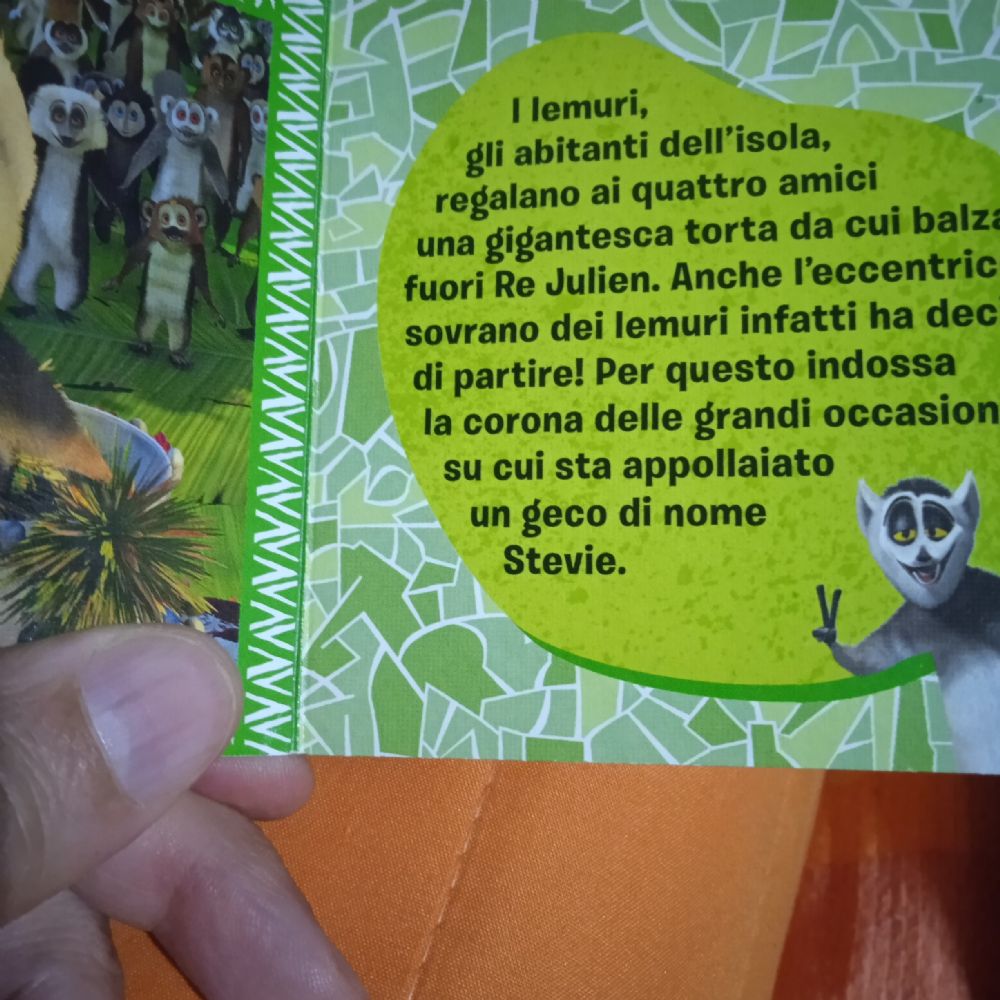 I lemuri,
gli abitanti dell'isola,
regalano ai quattro amici
una gigantesca torta da cui balza
fuori Re Julien. Anche l'eccentric
sovrano dei lemuri infatti ha dec
di partire! Per questo indossa
la corona delle grandi occasion
su cui sta appollaiato
un geco di nome
Stevie.